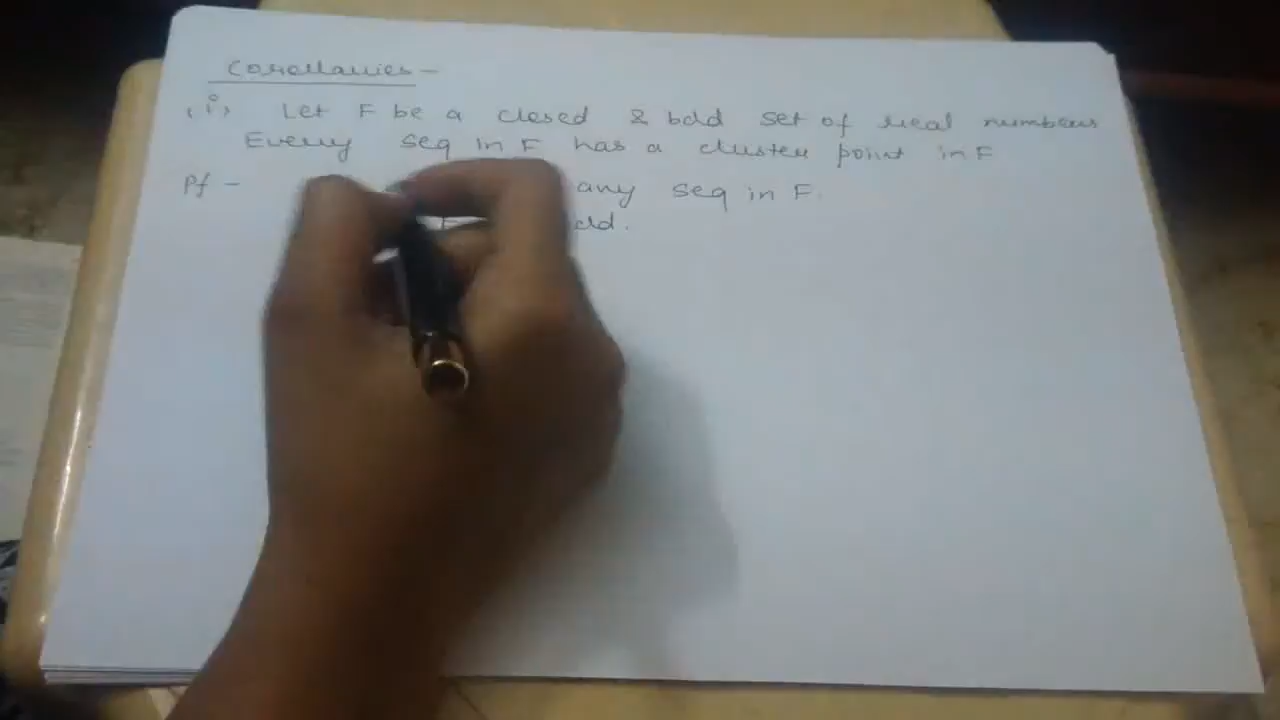 Corollaries -
(i) Let F be a closed & bdd set of real numbers
Every seq in F has a cluster point in F
Pf - any seq in F.